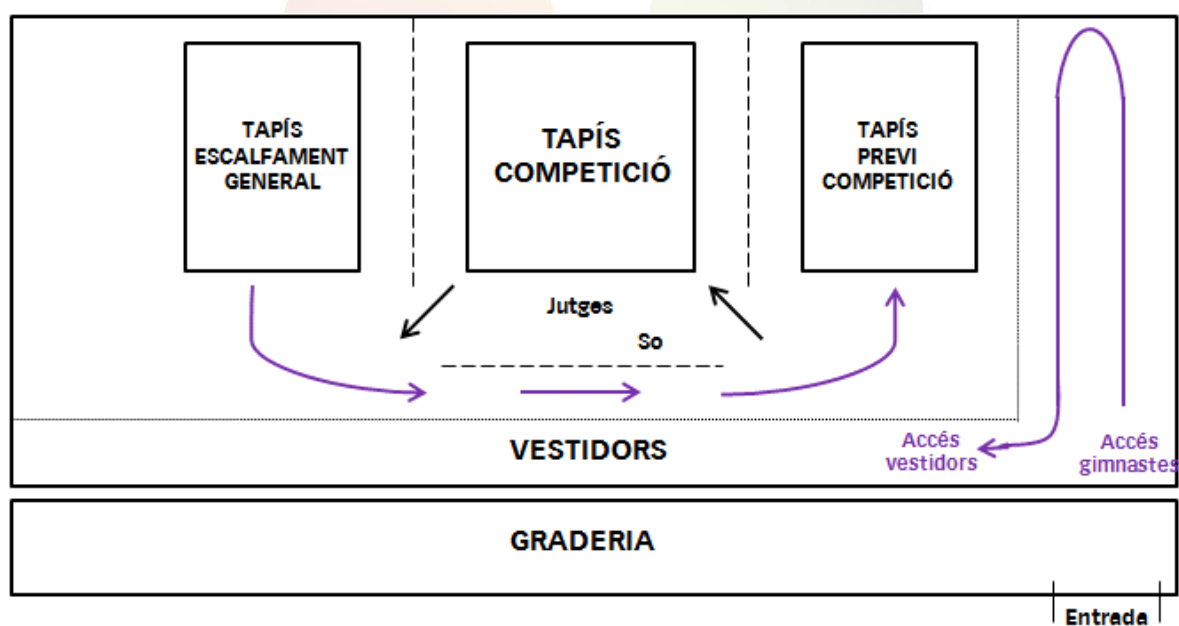 TAPÍS
ESCALFAMENT
GENERAL
TAPÍS
COMPETICIÓ
TAPÍS
PREVI
COMPETICIÓ
Jutges
So
VESTIDORS
Accés
vestidors
Accés
gimnastes
GRADERIA
Entrada